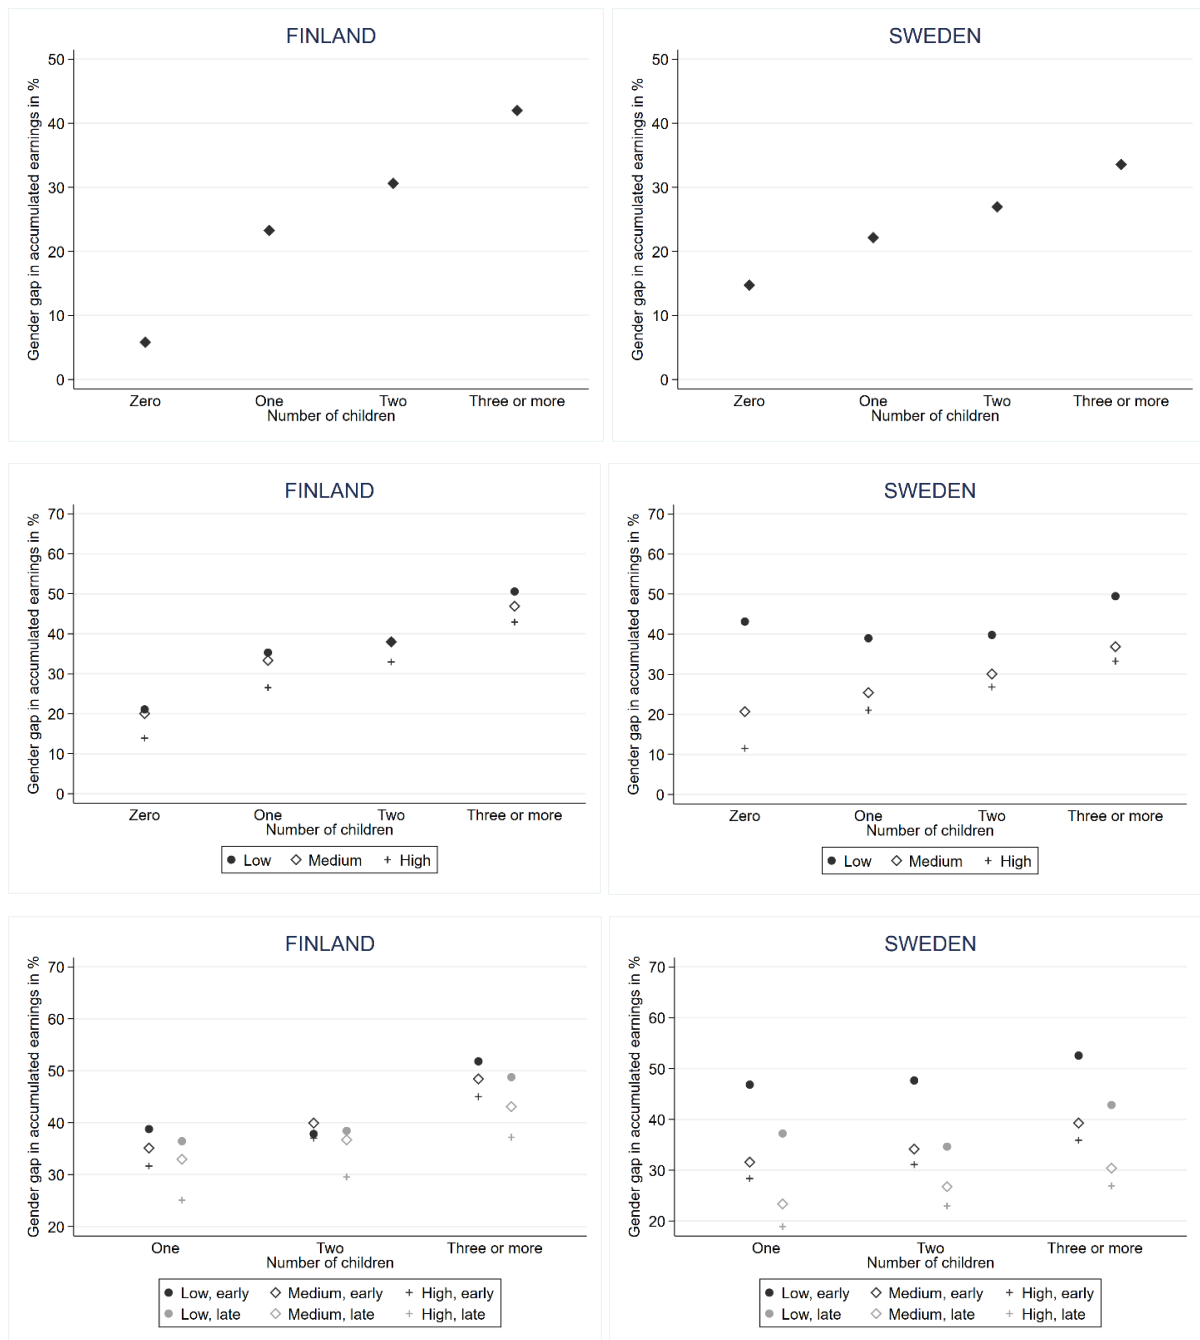 FINLAND
Gender gap in accumulated earnings in %
50
40
30
20
10
0
Zero One Two Three or more
Number of children
SWEDEN
Gender gap in accumulated earnings in %
50
40
30
20
10
0
Zero One Two Three or more
Number of children
FINLAND
Gender gap in accumulated earnings in %
70
60
50
40
30
20
10
0
Zero One Two Three or more
Number of children
Low Medium High
SWEDEN
Gender gap in accumulated earnings in %
70
60
50
40
30
20
10
0
Zero One Two Three or more
Number of children
Low Medium High
FINLAND
Gender gap in accumulated earnings in %
70
60
50
40
30
20
One Two Three or more
Number of children
Low, early Medium, early High, early
Low, late Medium, late High, late
SWEDEN
Gender gap in accumulated earnings in %
70
60
50
40
30
20
One Two Three or more
Number of children
Low, early Medium, early High, early
Low, late Medium, late High, late